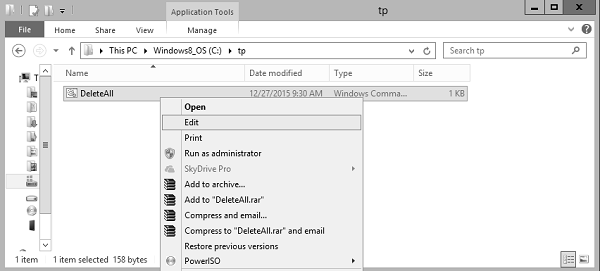 Application Tools
tp
File Home Share View Manage
This PC Windows8_OS (C:) tp
Search tp
Name Date modified Type Size
DeleteAll 12/27/2015 9:30 AM Windows Comma... 1 KB
Open
Edit
Print
Run as administrator
SkyDrive Pro
Add to archive...
Add to "DeleteAll.rar"
Compress and email...
Compress to "DeleteAll.rar" and email
Restore previous versions
PowerISO
1 item 1 item selected 158 bytes